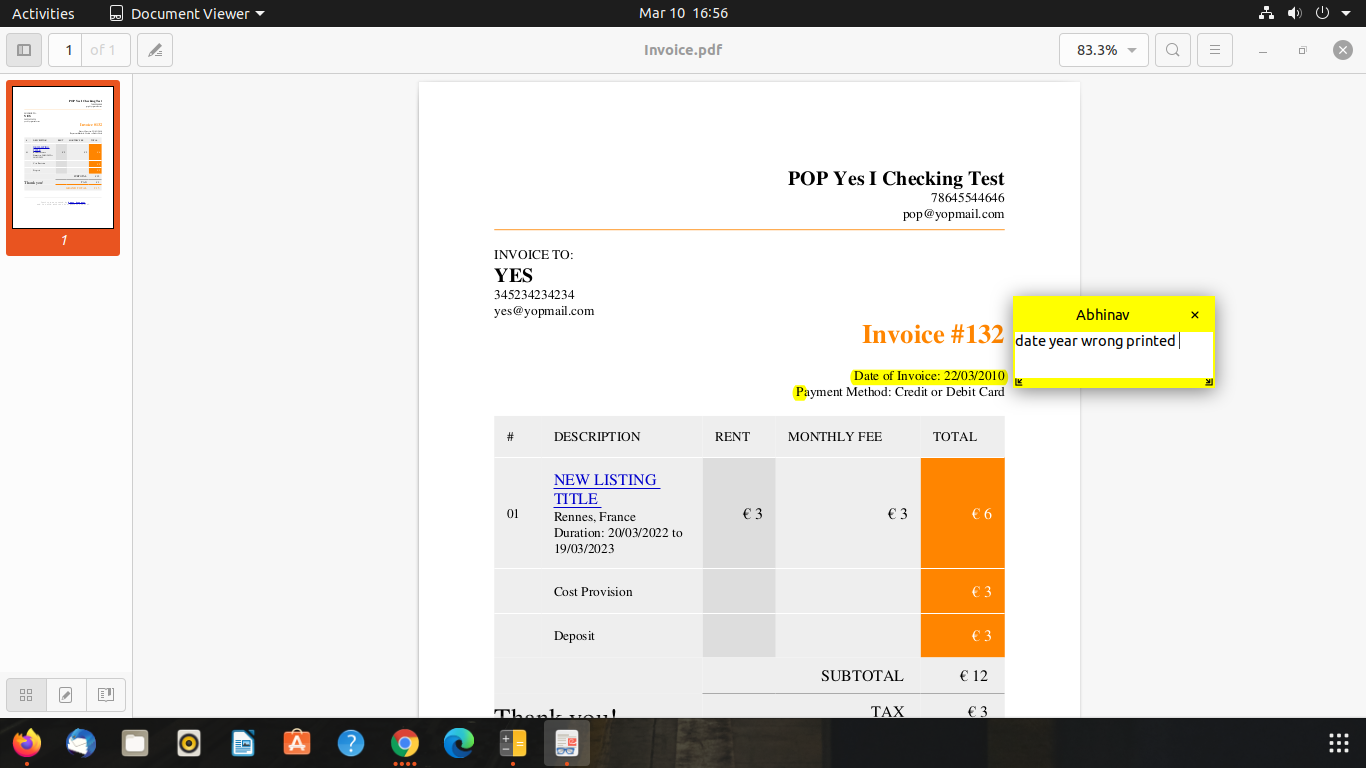 Activities
Document Viewer
Mar 10 16:56
1 of 1
Invoice.pdf
83.3%
1
POP Yes I Checking Test
78645544646
pop@yopmail.com
INVOICE TO:
YES
345234234234
yes@yopmail.com
Invoice #132
Abhinav
date year wrong printed
Date of Invoice: 22/03/2010
Payment Method: Credit or Debit Card
# DESCRIPTION RENT MONTHLY FEE TOTAL
NEW LISTING
TITLE
01 € 3 € 3 € 6
Rennes, France
Duration: 20/03/2022 to
19/03/2023
Cost Provision € 3
Deposit € 3
SUBTOTAL € 12
Thank you!
TAX € 3